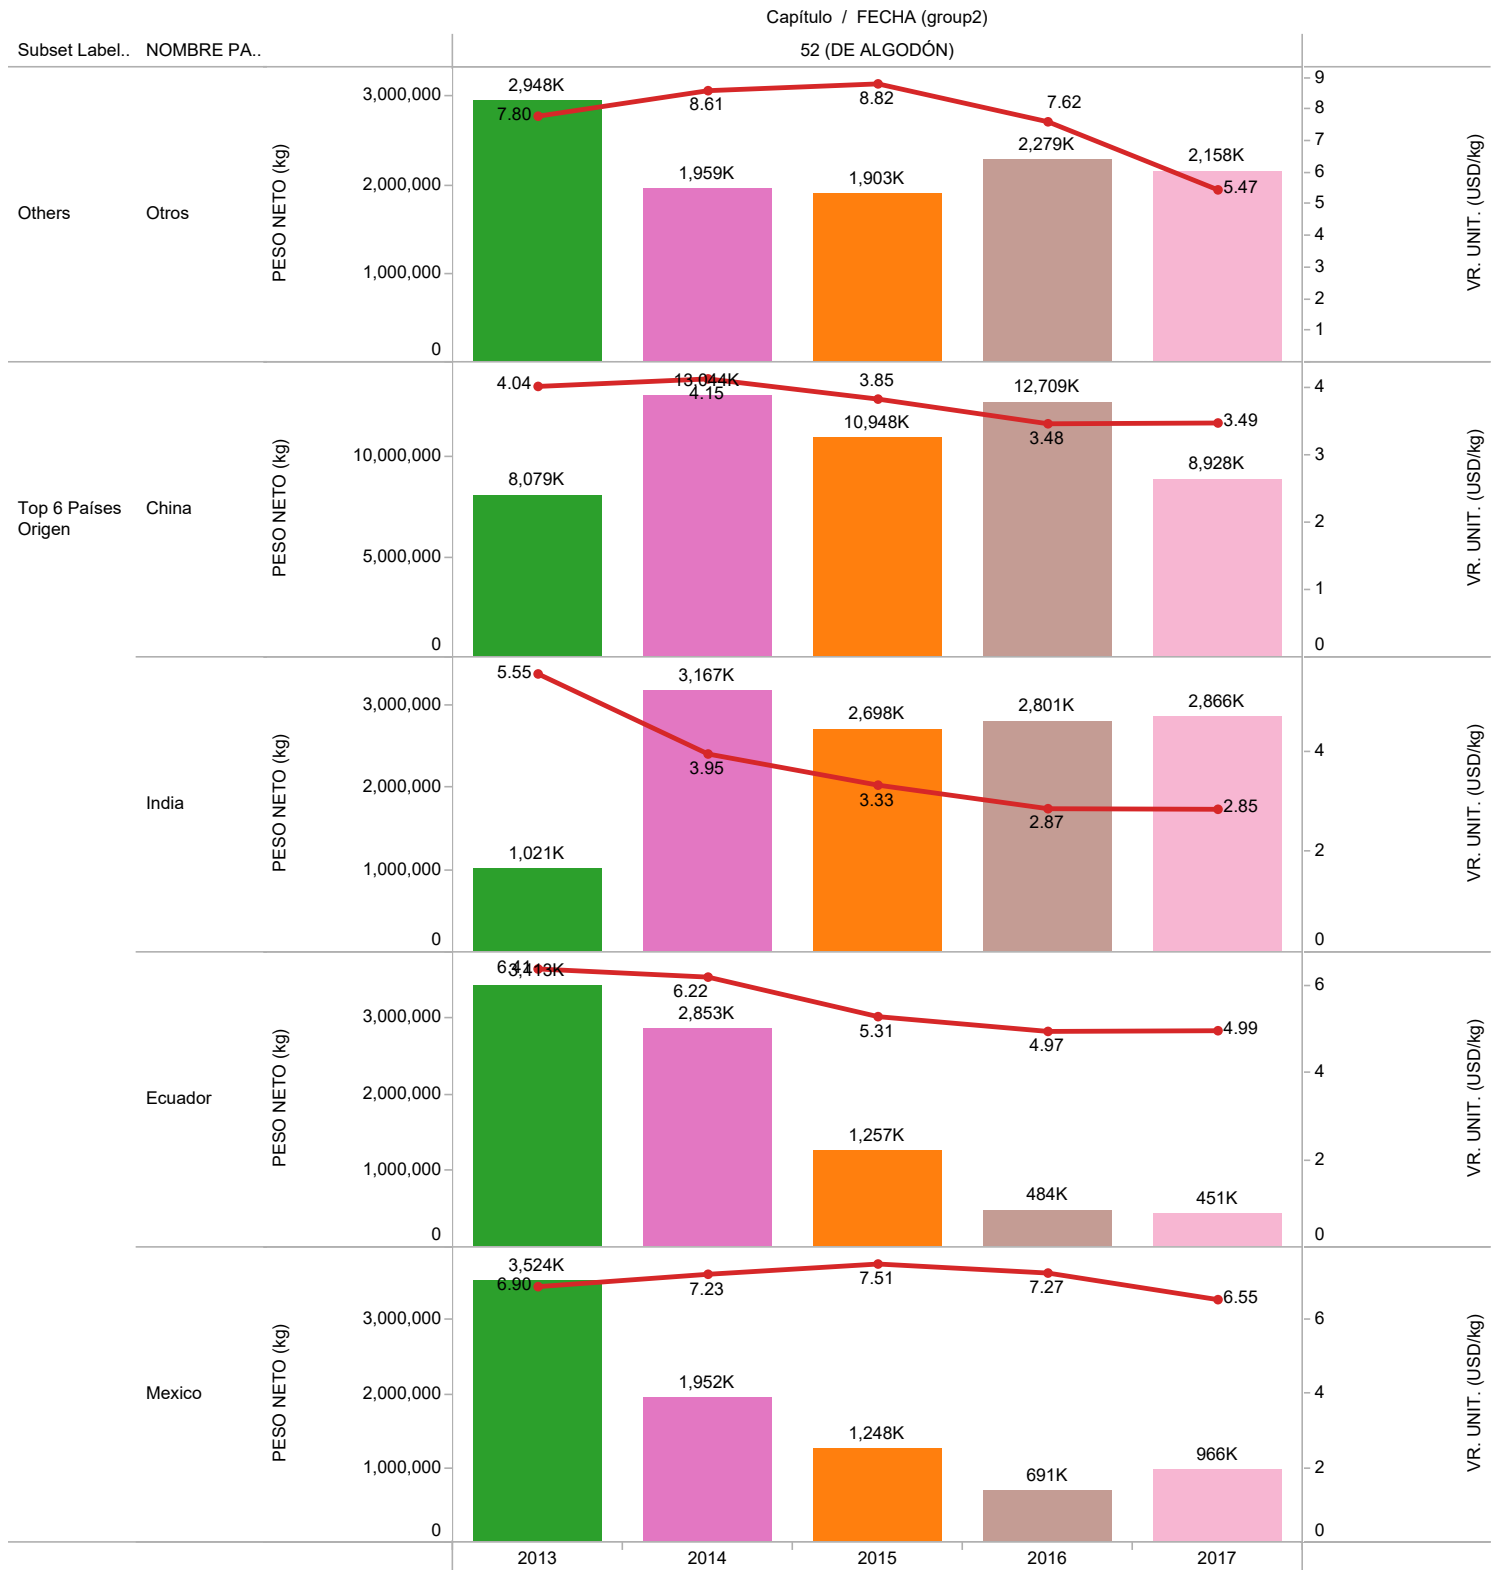 Capítulo / FECHA (group2)
Subset Label.. NOMBRE PA.. 52 (DE ALGODÓN)
Others Otros
PESO NETO (kg)
3,000,000
2,000,000
1,000,000
0
2,948K 1,959K 1,903K 2,279K 2,158K
7.80 8.61 8.82 7.62 5.47
9
8
7
6
5
4
3
2
1
VR. UNIT. (USD/kg)
Top 6 Países
Origen
China
PESO NETO (kg)
10,000,000
5,000,000
0
8,079K 13,044K 10,948K 12,709K 8,928K
4.04 4.15 3.85 3.48 3.49
4
3
2
1
0
VR. UNIT. (USD/kg)
India
PESO NETO (kg)
3,000,000
2,000,000
1,000,000
0
1,021K 3,167K 2,698K 2,801K 2,866K
5.55 3.95 3.33 2.87 2.85
4
2
0
VR. UNIT. (USD/kg)
Ecuador
PESO NETO (kg)
3,000,000
2,000,000
1,000,000
0
3,413K 2,853K 1,257K 484K 451K
6.41 6.22 5.31 4.97 4.99
6
4
2
0
VR. UNIT. (USD/kg)
Mexico
PESO NETO (kg)
3,000,000
2,000,000
1,000,000
0
3,524K 1,952K 1,248K 691K 966K
6.90 7.23 7.51 7.27 6.55
6
4
2
0
VR. UNIT. (USD/kg)
2013 2014 2015 2016 2017